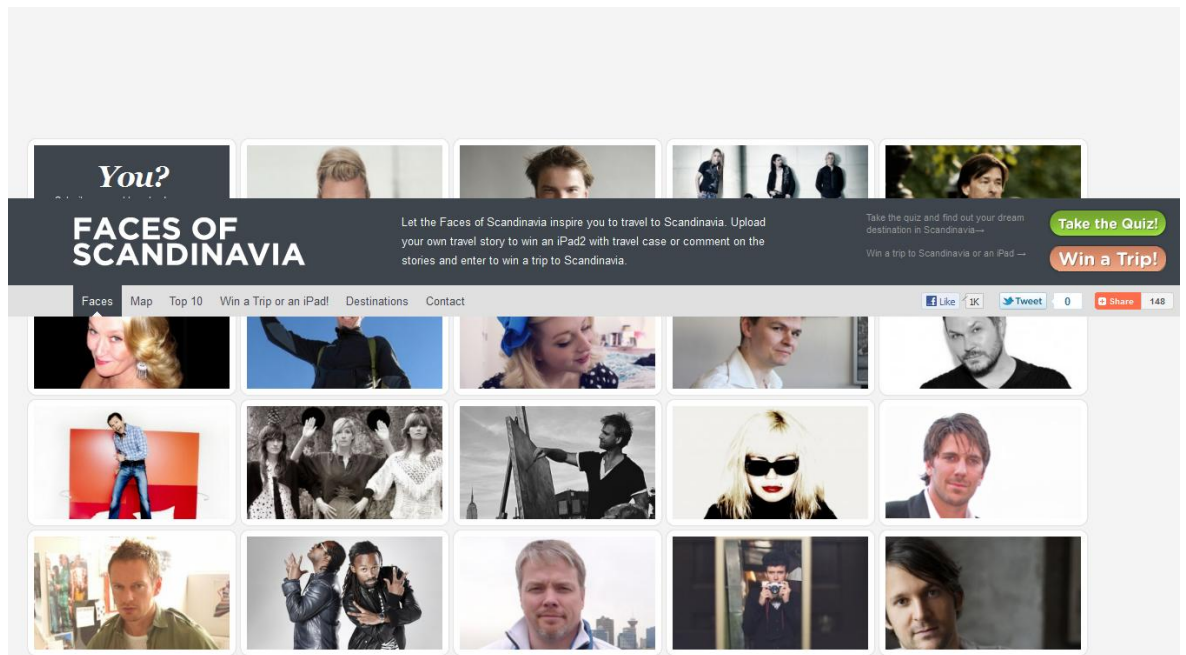 You?
FACES OF
SCANDINAVIA
Let the Faces of Scandinavia inspire you to travel to Scandinavia. Upload
your own travel story to win an iPad2 with travel case or comment on the
stories and enter to win a trip to Scandinavia.
Take the quiz and find out your dream
destination in Scandinavia→
Win a trip to Scandinavia or an iPad →
Take the Quiz!
Win a Trip!
Faces Map Top 10 Win a Trip or an iPad! Destinations Contact
Like 1K Tweet 0 Share 148